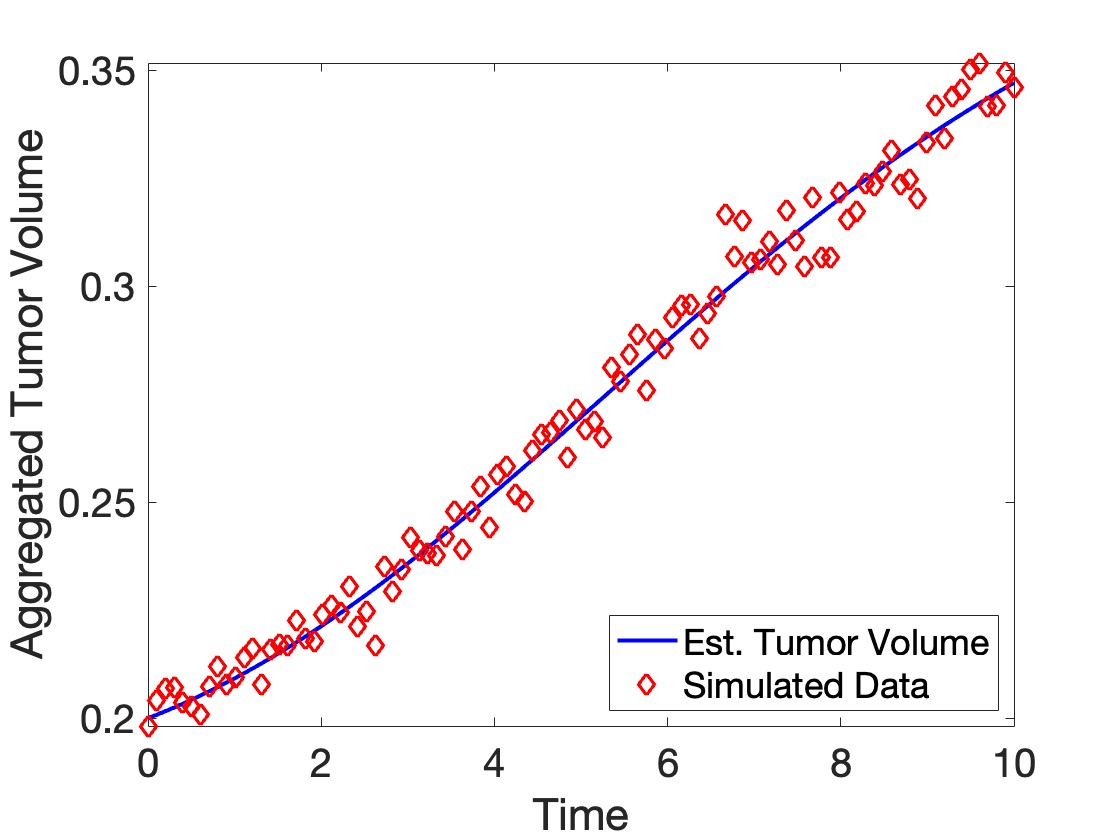 0.35
0.3
0.25
0.2
Aggregated Tumor Volume
Est. Tumor Volume
Simulated Data
0 2 4 6 8 10
Time